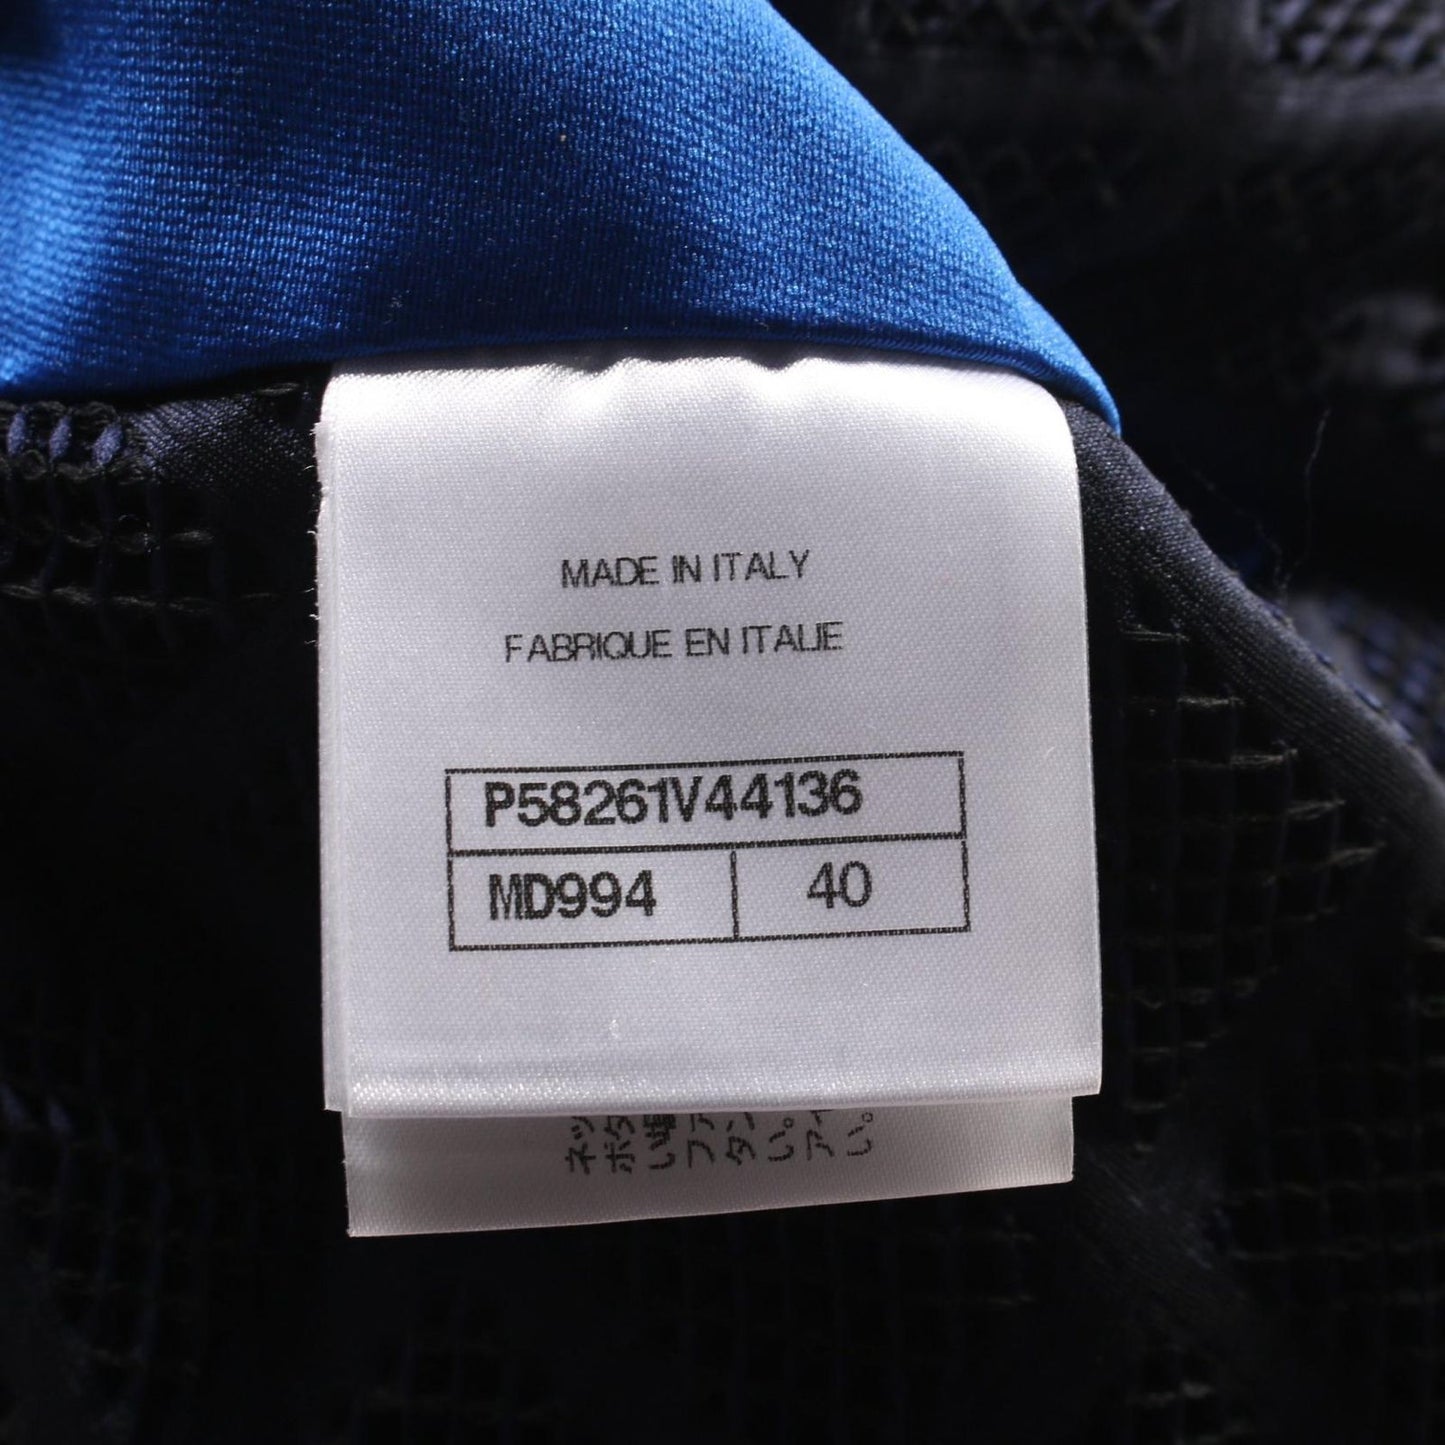 MADE IN ITALY
FABRIQUE EN ITALIE
P58261V44136
MD994 40